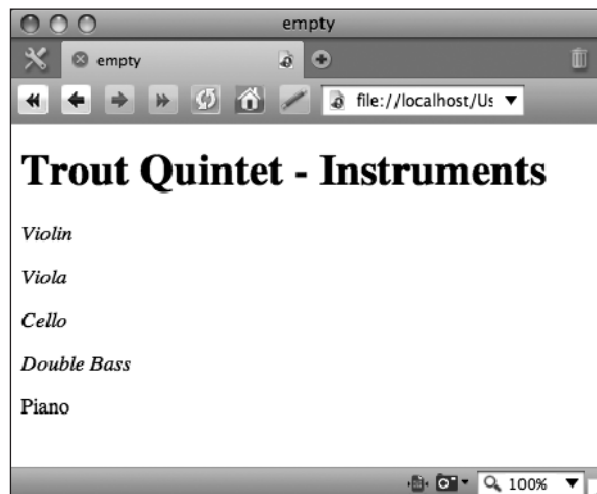 empty
empty
file://localhost/Us
Trout Quintet - Instruments
Violin
Viola
Cello
Double Bass
Piano
100%